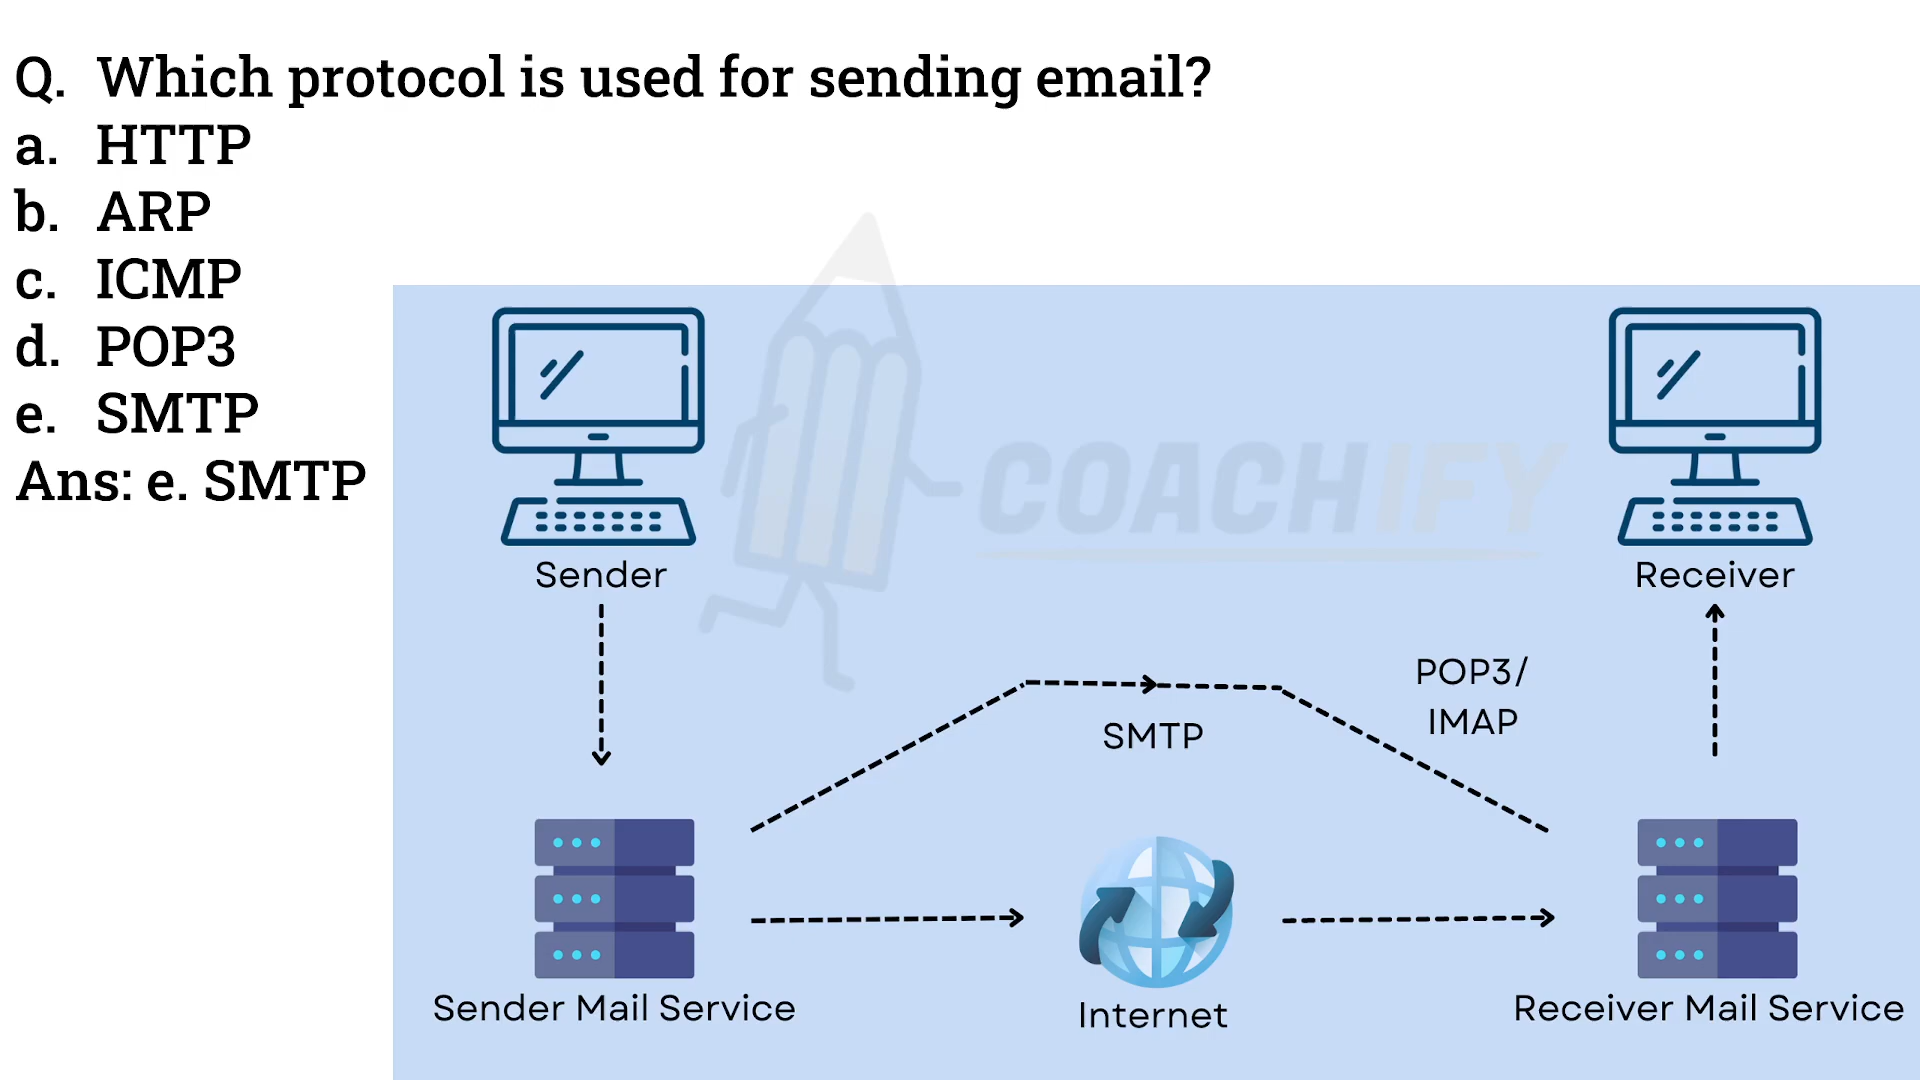 Q. Which protocol is used for sending email?
a. HTTP
b. ARP
c. ICMP
d. POP3
e. SMTP
Ans: e. SMTP
COACHIFY
Sender
Receiver
POP3/
IMAP
SMTP
Sender Mail Service
Internet
Receiver Mail Service